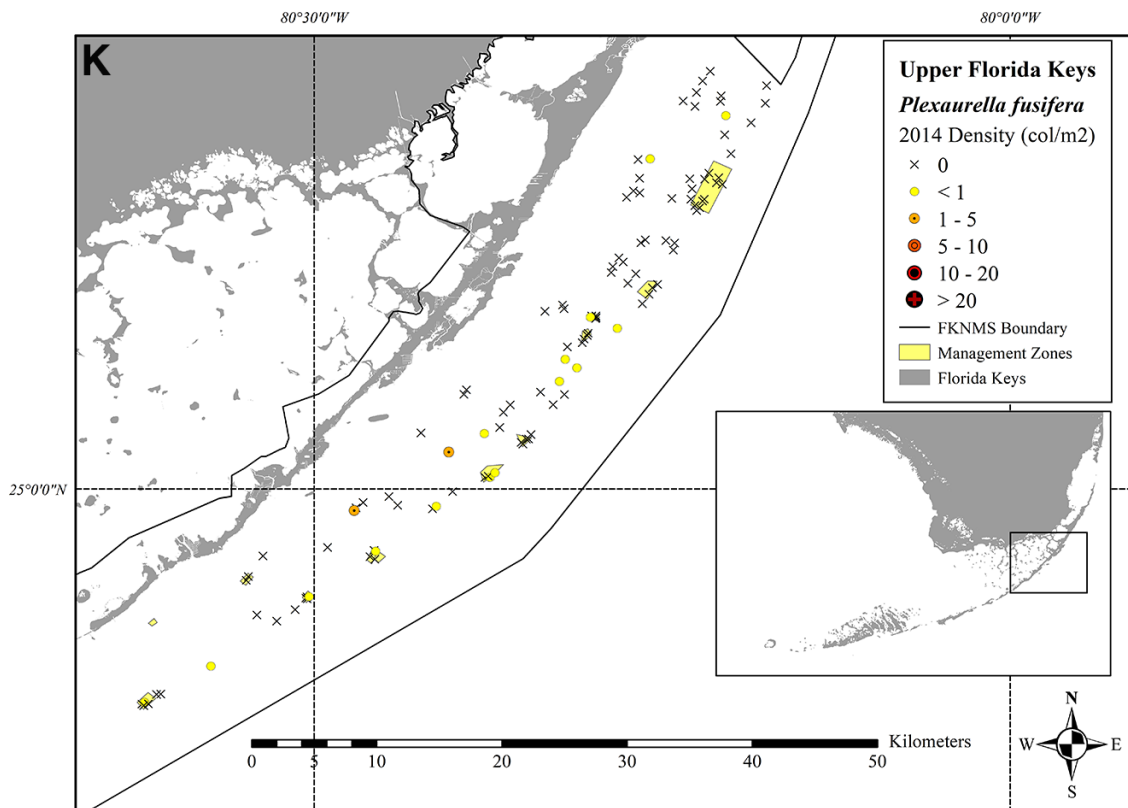 80°30'0"W
80°0'0"W
K
Upper Florida Keys
Plexaurella fusifera
2014 Density (col/m2)
0
< 1
1 - 5
5 - 10
10 - 20
> 20
FKNMS Boundary
Management Zones
Florida Keys
25°0'0"N
N
W
E
S
Kilometers
0
5
10
20
30
40
50